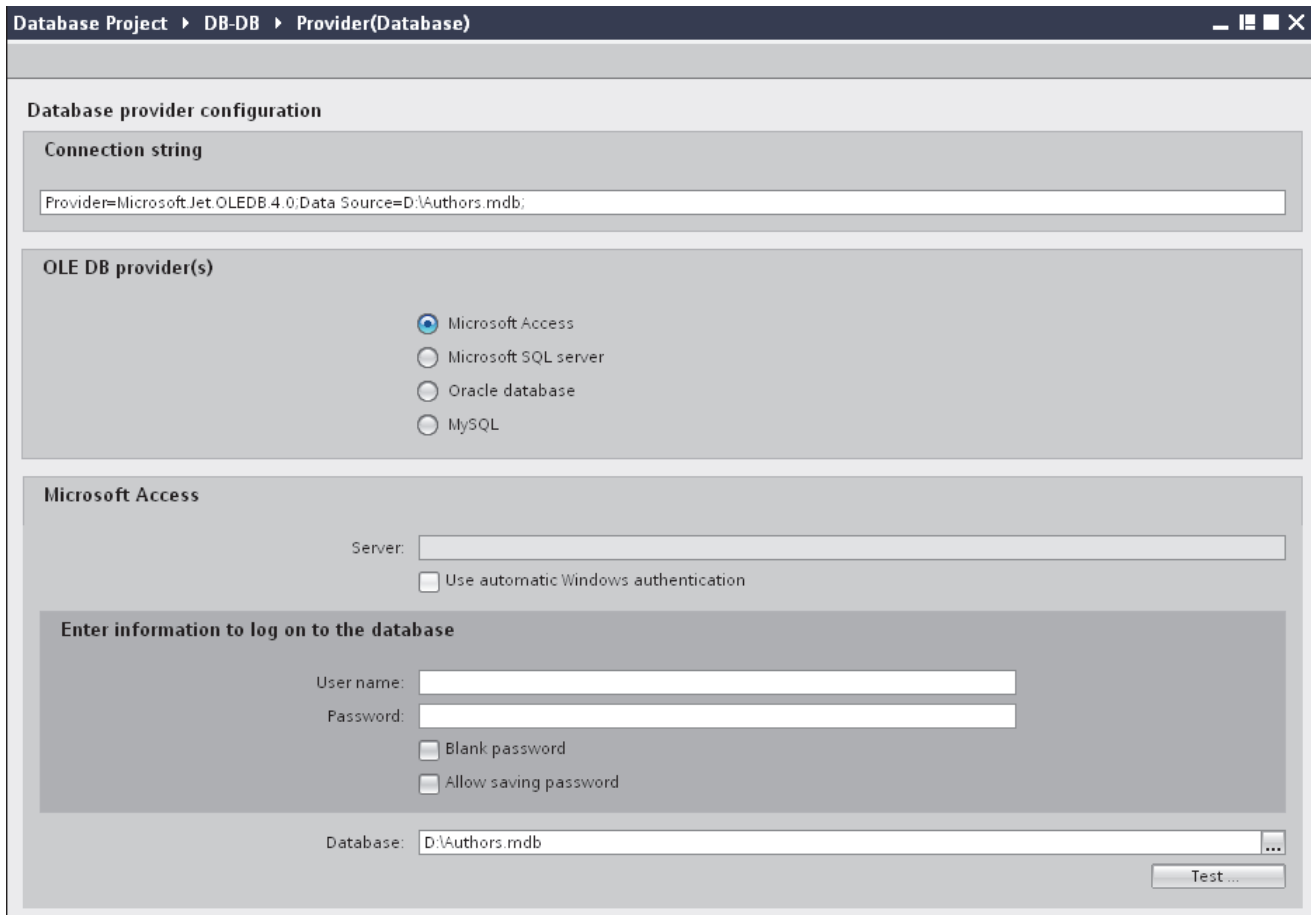 Database Project ▸ DB-DB ▸ Provider(Database)
Database provider configuration
Connection string
Provider=Microsoft.Jet.OLEDB.4.0;Data Source=D:\Authors.mdb;
OLE DB provider(s)
Microsoft Access
Microsoft SQL server
Oracle database
MySQL
Microsoft Access
Server:
Use automatic Windows authentication
Enter information to log on to the database
User name:
Password:
Blank password
Allow saving password
Database: D:\Authors.mdb ...
Test ...